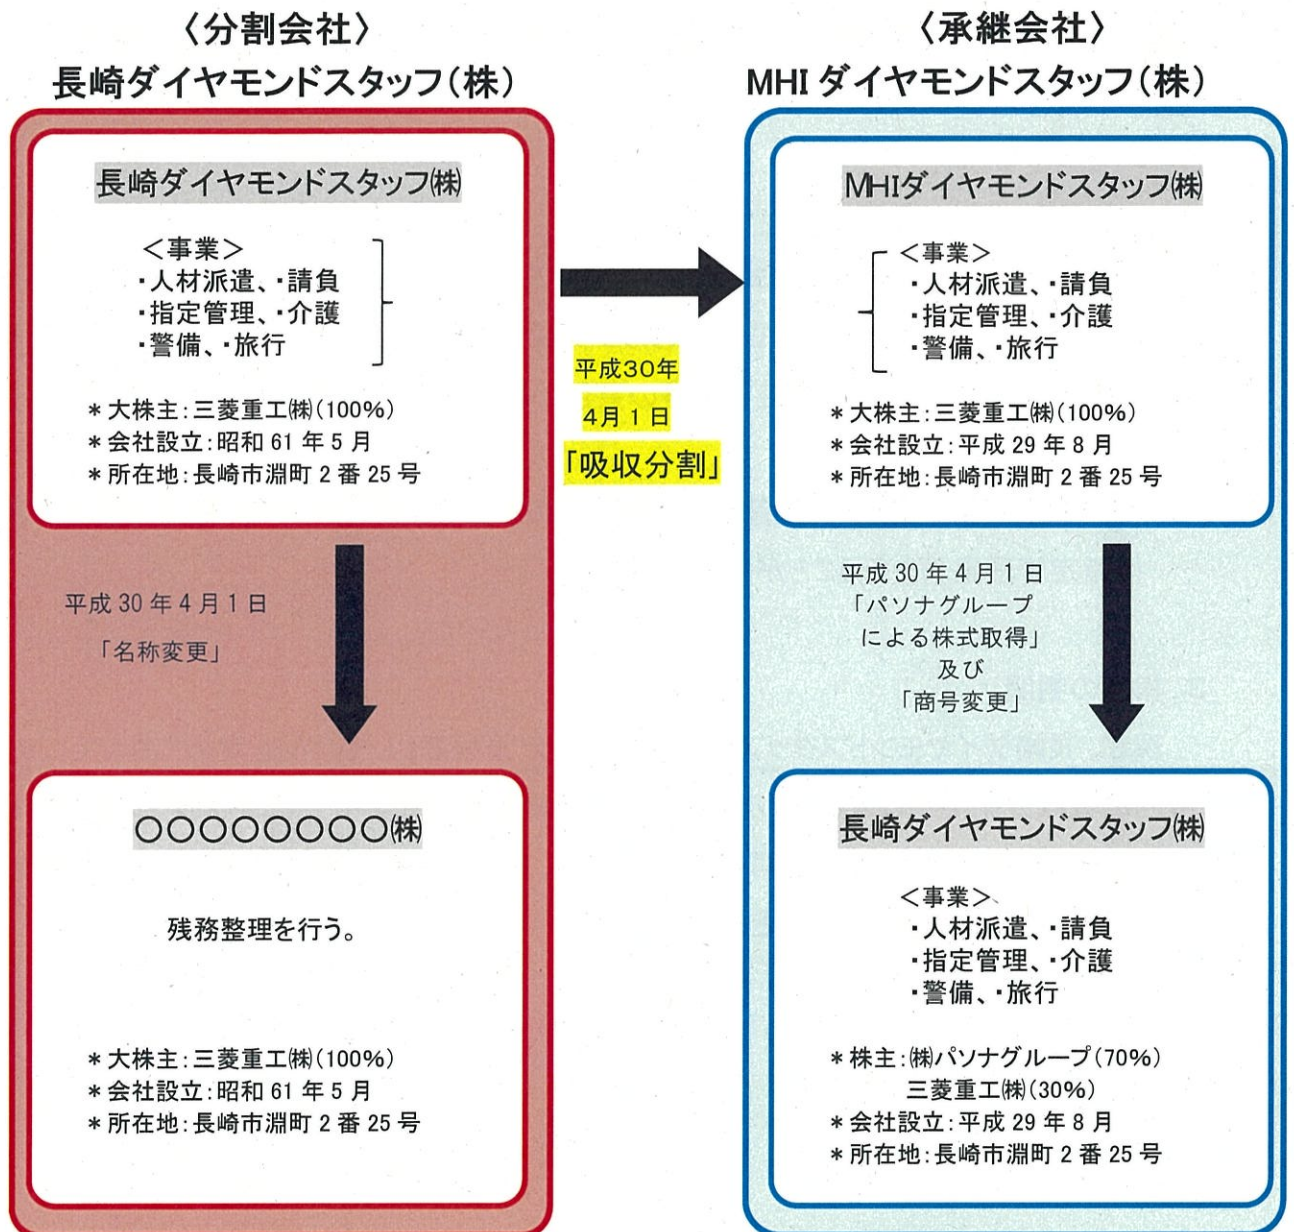 〈分割会社〉
長崎ダイヤモンドスタッフ(株)
長崎ダイヤモンドスタッフ㈱
＜事業＞
・人材派遣、・請負
・指定管理、・介護
・警備、・旅行
＊大株主:三菱重工㈱(100%)
＊会社設立:昭和 61 年 5 月
＊所在地:長崎市淵町 2 番 25 号
平成 30 年 4 月 1 日
「名称変更」
○○○○○○○○㈱
残務整理を行う。
＊大株主:三菱重工㈱(100%)
＊会社設立:昭和 61 年 5 月
＊所在地:長崎市淵町 2 番 25 号
平成30年
4月 1 日
「吸収分割」
〈承継会社〉
MHI ダイヤモンドスタッフ(株)
MHIダイヤモンドスタッフ㈱
＜事業＞
・人材派遣、・請負
・指定管理、・介護
・警備、・旅行
＊大株主:三菱重工㈱(100%)
＊会社設立:平成 29 年 8 月
＊所在地:長崎市淵町 2 番 25 号
平成 30 年 4 月 1 日
「パソナグループ
による株式取得」
及び
「商号変更」
長崎ダイヤモンドスタッフ㈱
＜事業＞
・人材派遣、・請負
・指定管理、・介護
・警備、・旅行
＊株主:㈱パソナグループ(70%)
三菱重工㈱(30%)
＊会社設立:平成 29 年 8 月
＊所在地:長崎市淵町 2 番 25 号